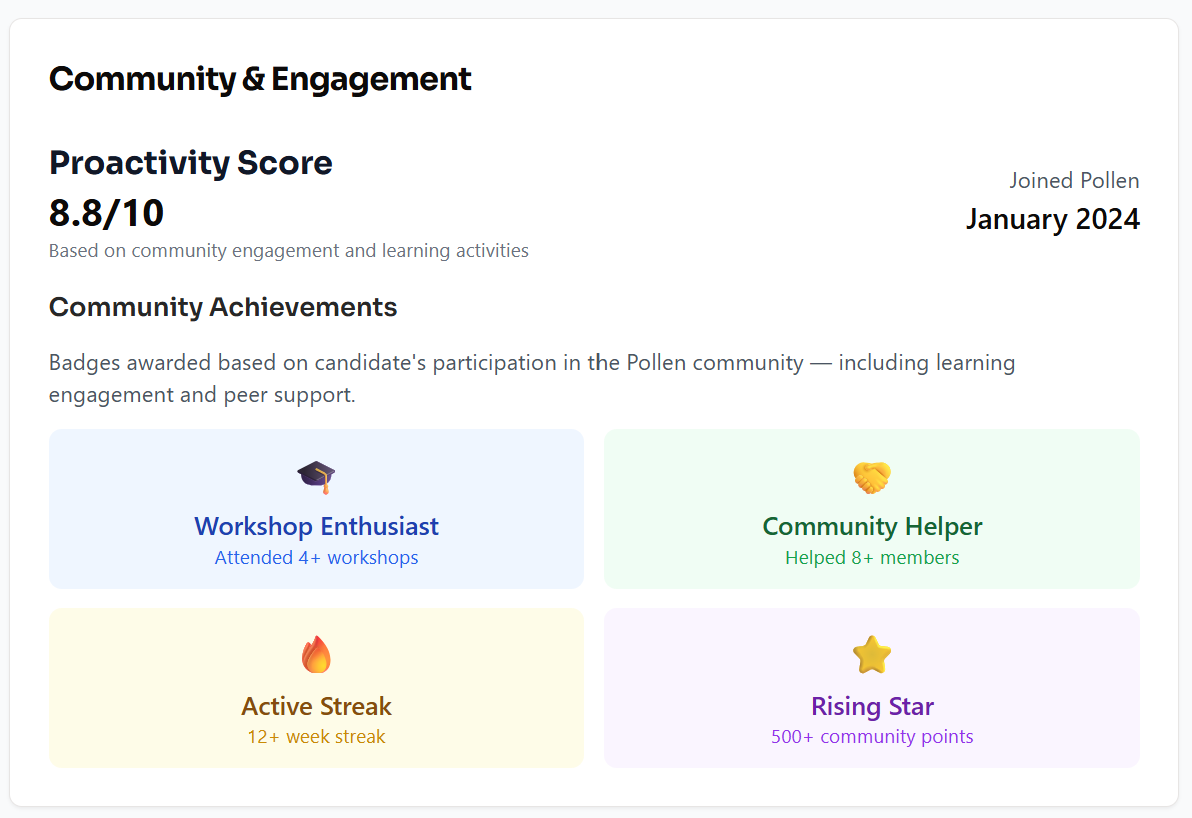 Community & Engagement
Proactivity Score
8.8/10
Based on community engagement and learning activities
Joined Pollen
January 2024
Community Achievements
Badges awarded based on candidate's participation in the Pollen community — including learning
engagement and peer support.
Workshop Enthusiast
Attended 4+ workshops
Community Helper
Helped 8+ members
Active Streak
12+ week streak
Rising Star
500+ community points